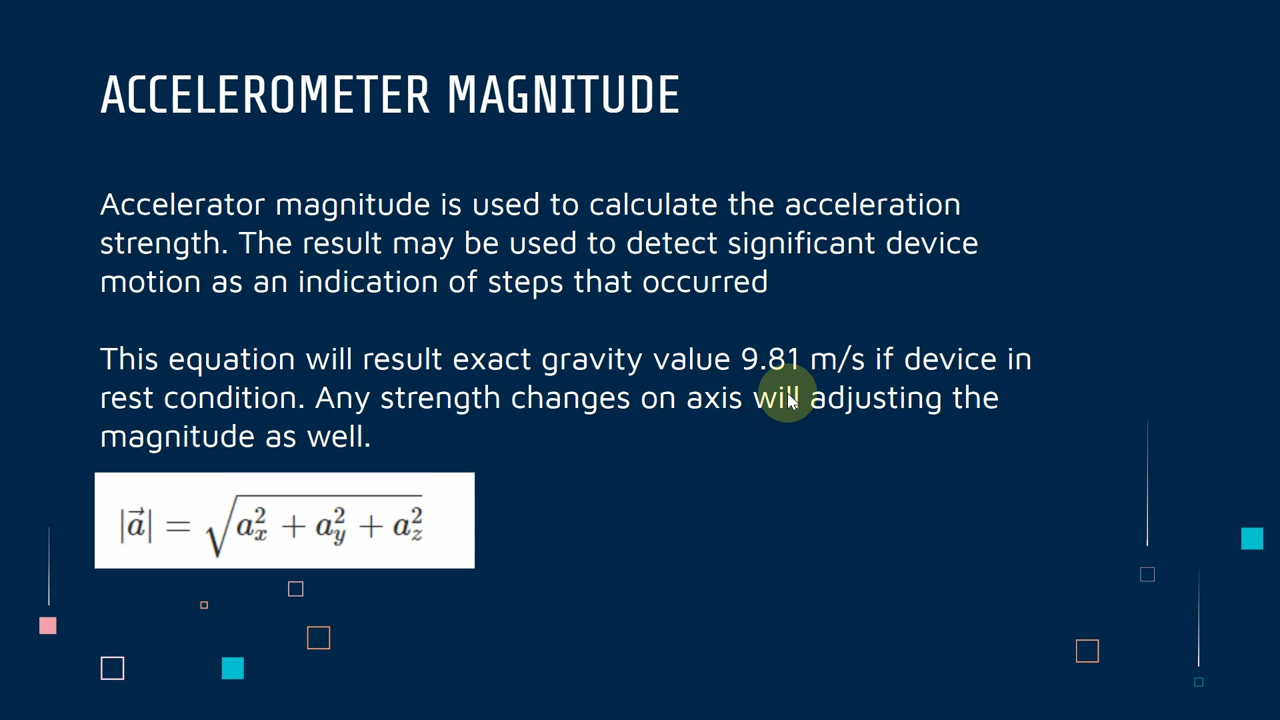 ACCELEROMETER MAGNITUDE
Accelerator magnitude is used to calculate the acceleration
strength. The result may be used to detect significant device
motion as an indication of steps that occurred
This equation will result exact gravity value 9.81 m/s if device in
rest condition. Any strength changes on axis will adjusting the
magnitude as well.
|a⃗| = √(aₓ² + a_y² + a_z²)